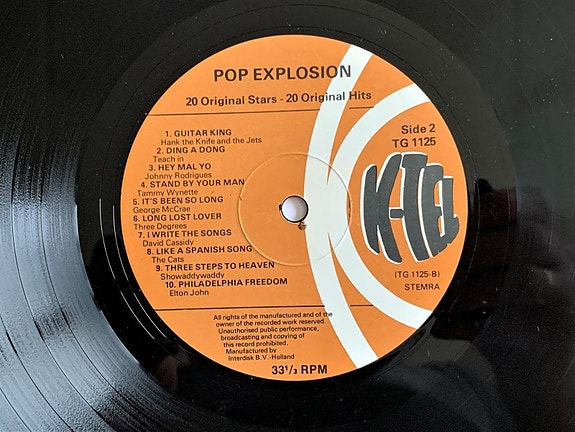 POP EXPLOSION
20 Original Stars - 20 Original Hits
Side 2
TG 1125
1. GUITAR KING
Hank the Knife and the Jets
2. DING A DONG
Teach in
3. HEY MAL YO
Johnny Rodrigues
4. STAND BY YOUR MAN
Tammy Wynette
5. IT'S BEEN SO LONG
George McCrae
6. LONG LOST LOVER
Three Degrees
7. I WRITE THE SONGS
David Cassidy
8. LIKE A SPANISH SONG
The Cats
9. THREE STEPS TO HEAVEN
Showaddywaddy
10. PHILADELPHIA FREEDOM
Elton John
K-TEL
(TG 1125-B)
STEMRA
All rights of the manufactured and of the
owner of the recorded work reserved.
Unauthorised public performance,
broadcasting and copying of
this record prohibited.
Manufactured by
Interdisk B.V.-Holland
33¹/₃ RPM